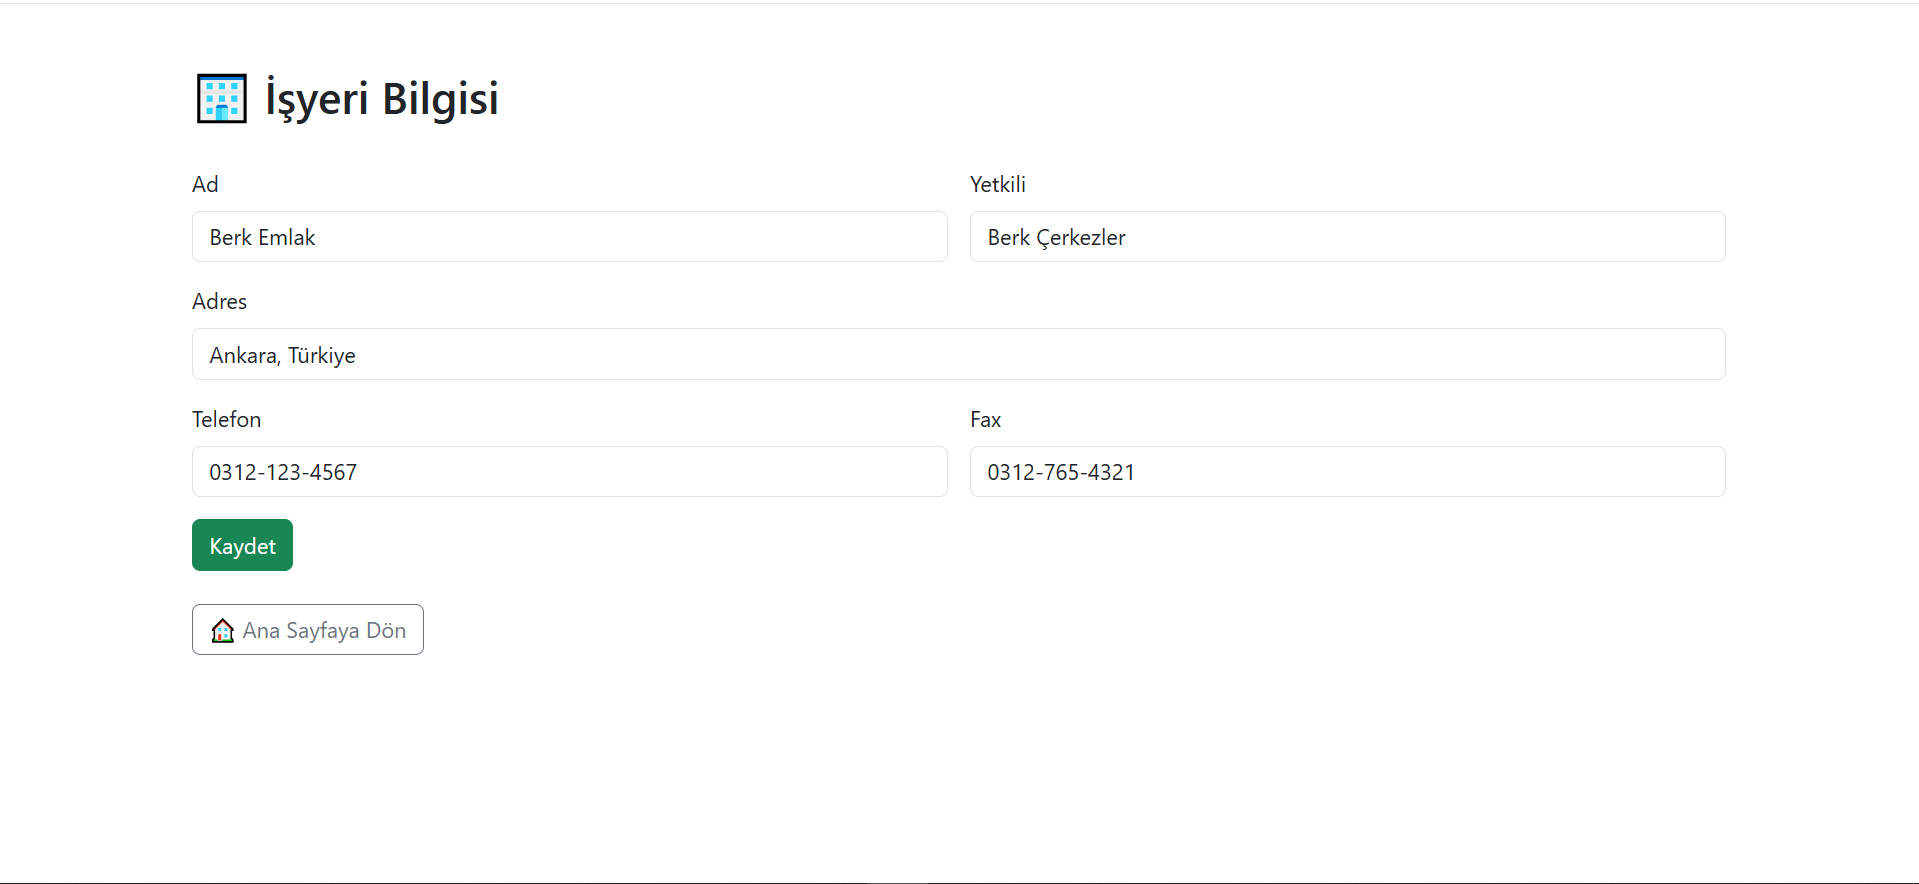 İşyeri Bilgisi
Ad
Yetkili
Berk Emlak
Berk Çerkezler
Adres
Ankara, Türkiye
Telefon
Fax
0312-123-4567
0312-765-4321
Kaydet
Ana Sayfaya Dön